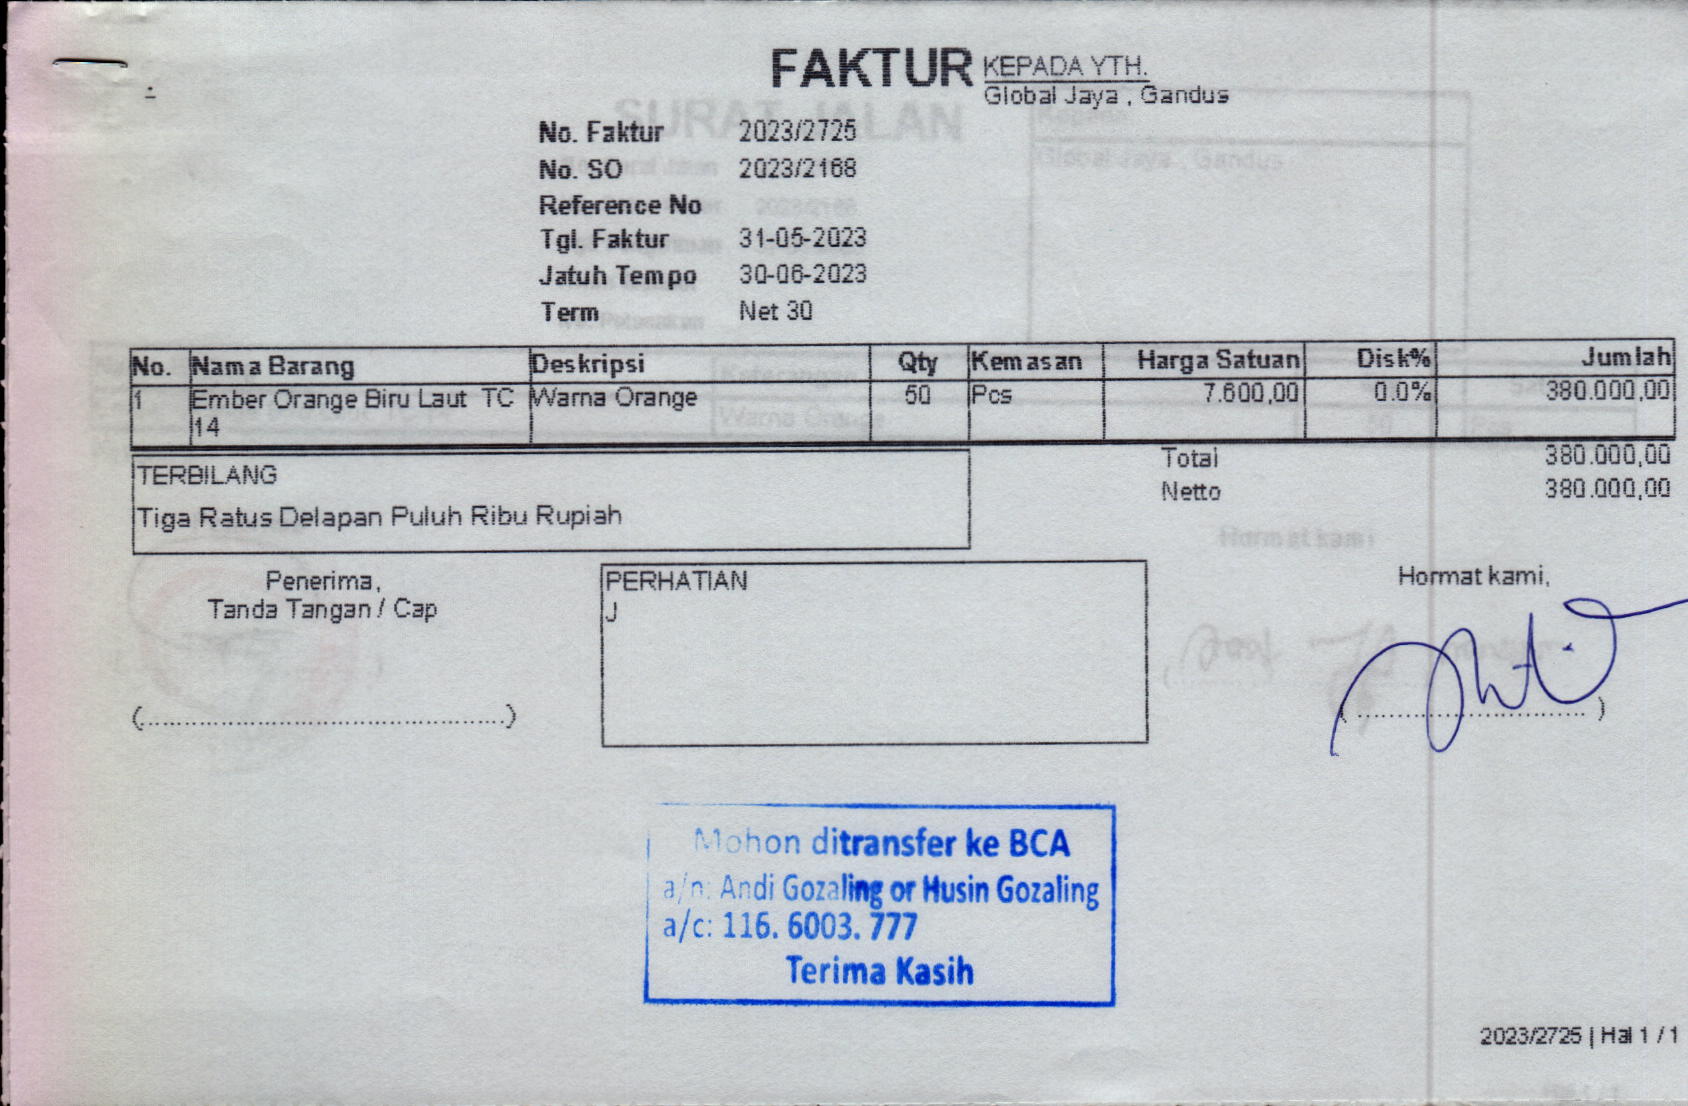 FAKTUR
KEPADA YTH.
Global Jaya , Gandus
SURAT JALAN
No. Faktur 2023/2725
No. SO 2023/2168
Reference No
Tgl. Faktur 31-05-2023
Jatuh Tempo 30-06-2023
Term Net 30
No. Nama Barang Deskripsi Qty Kemasan Harga Satuan Disk% Jumlah
1 Ember Orange Biru Laut TC 14 Warna Orange 50 Pcs 7.600,00 0.0% 380.000,00
Total 380.000,00
Netto 380.000,00
TERBILANG
Tiga Ratus Delapan Puluh Ribu Rupiah
Penerima,
Tanda Tangan / Cap
(..............................................)
PERHATIAN
J
Hormat kami,
(..............................)
Mohon ditransfer ke BCA
a/n: Andi Gozaling or Husin Gozaling
a/c: 116. 6003. 777
Terima Kasih
2023/2725 | Hal 1 / 1